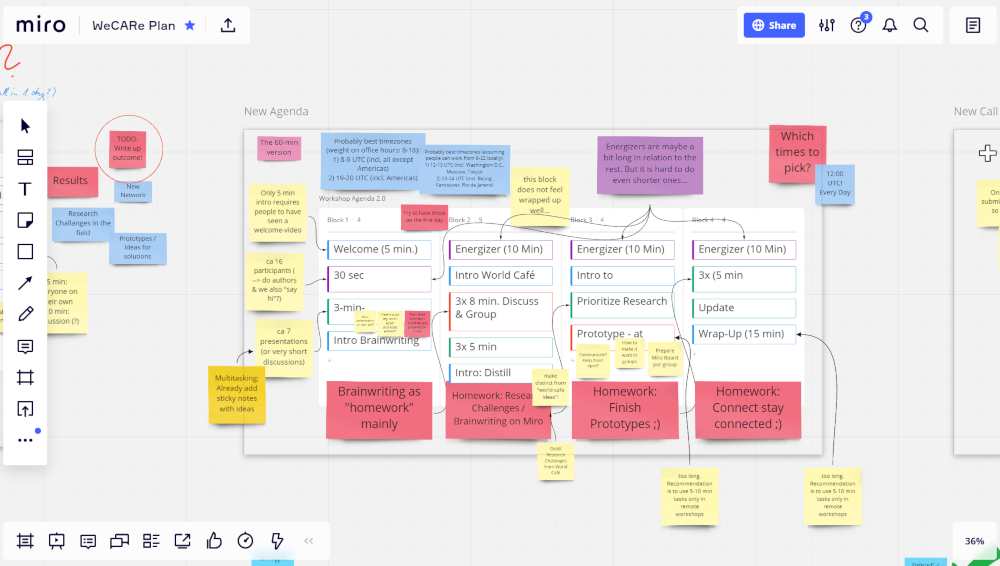 miro
WeCARe Plan
Share
3
?
all in 1 day?)
TODO:
Write up
outcome!
Results
New
Network
Research
Challanges in the
field
Prototypes /
Ideas for
solutions
New Agenda
New Call
The 60-min
version
Probably best timezones
(weight on office hours: 8-18):
1) 8-9 UTC (incl. all except
Americas)
2) 19-20 UTC (incl. Americas)
Probably best timezones (assuming
people can work from 6-22 locally):
1) 12-13 UTC (incl. Washington D.C.,
Moscow, Tokyo)
2) 23-24 UTC (incl. Beijing,
Vancouver, Rio de Janeiro)
Energizers are maybe a
bit long in relation to the
rest. But it is hard to do
even shorter ones...
Which
times to
pick?
12:00
UTC!
Every Day
this block
does not feel
wrapped up
well...
Only 5 min
intro requires
people to have
seen a
welcome-video
ca 16
participants (
--> do authors
& we also "say
hi"?)
ca 7
presentations
(or very short
discussions)
Multitasking:
Already add
sticky notes
with ideas
Workshop Agenda 2.0
Try to have those
on the first day
Block 1 4
Welcome (5 min.)
30 sec
3-min-
Intro Brainwriting
Brainwriting as
"homework"
mainly
Block 2 5
Energizer (10 Min)
Intro World Café
3x 8 min. Discuss
& Group
3x 5 min
Intro: Distill
Homework: Resea
Challenges /
Brainwriting on Miro
make
distinct from
"world-cafe
ideas"!
Distill
Research
Challenges
from World
Café
Block 3 4
Energizer (10 Min)
Intro to
Prioritize Research
Prototype - at
Communicate?
Keep Zoom
open?
How to
make it
work in
groups
Prepare
Miro Board
per group
Homework:
Finish
Prototypes ;)
Block 4 4
Energizer (10 Min)
3x (5 min
Update
Wrap-Up (15 min)
Homework:
Connect stay
connected ;)
too long.
Recommendation
is to use 5-10 min
tasks only in
remote
workshops
too long.
Recommendation
is to use 5-10 min
tasks only in
remote
workshops
36%